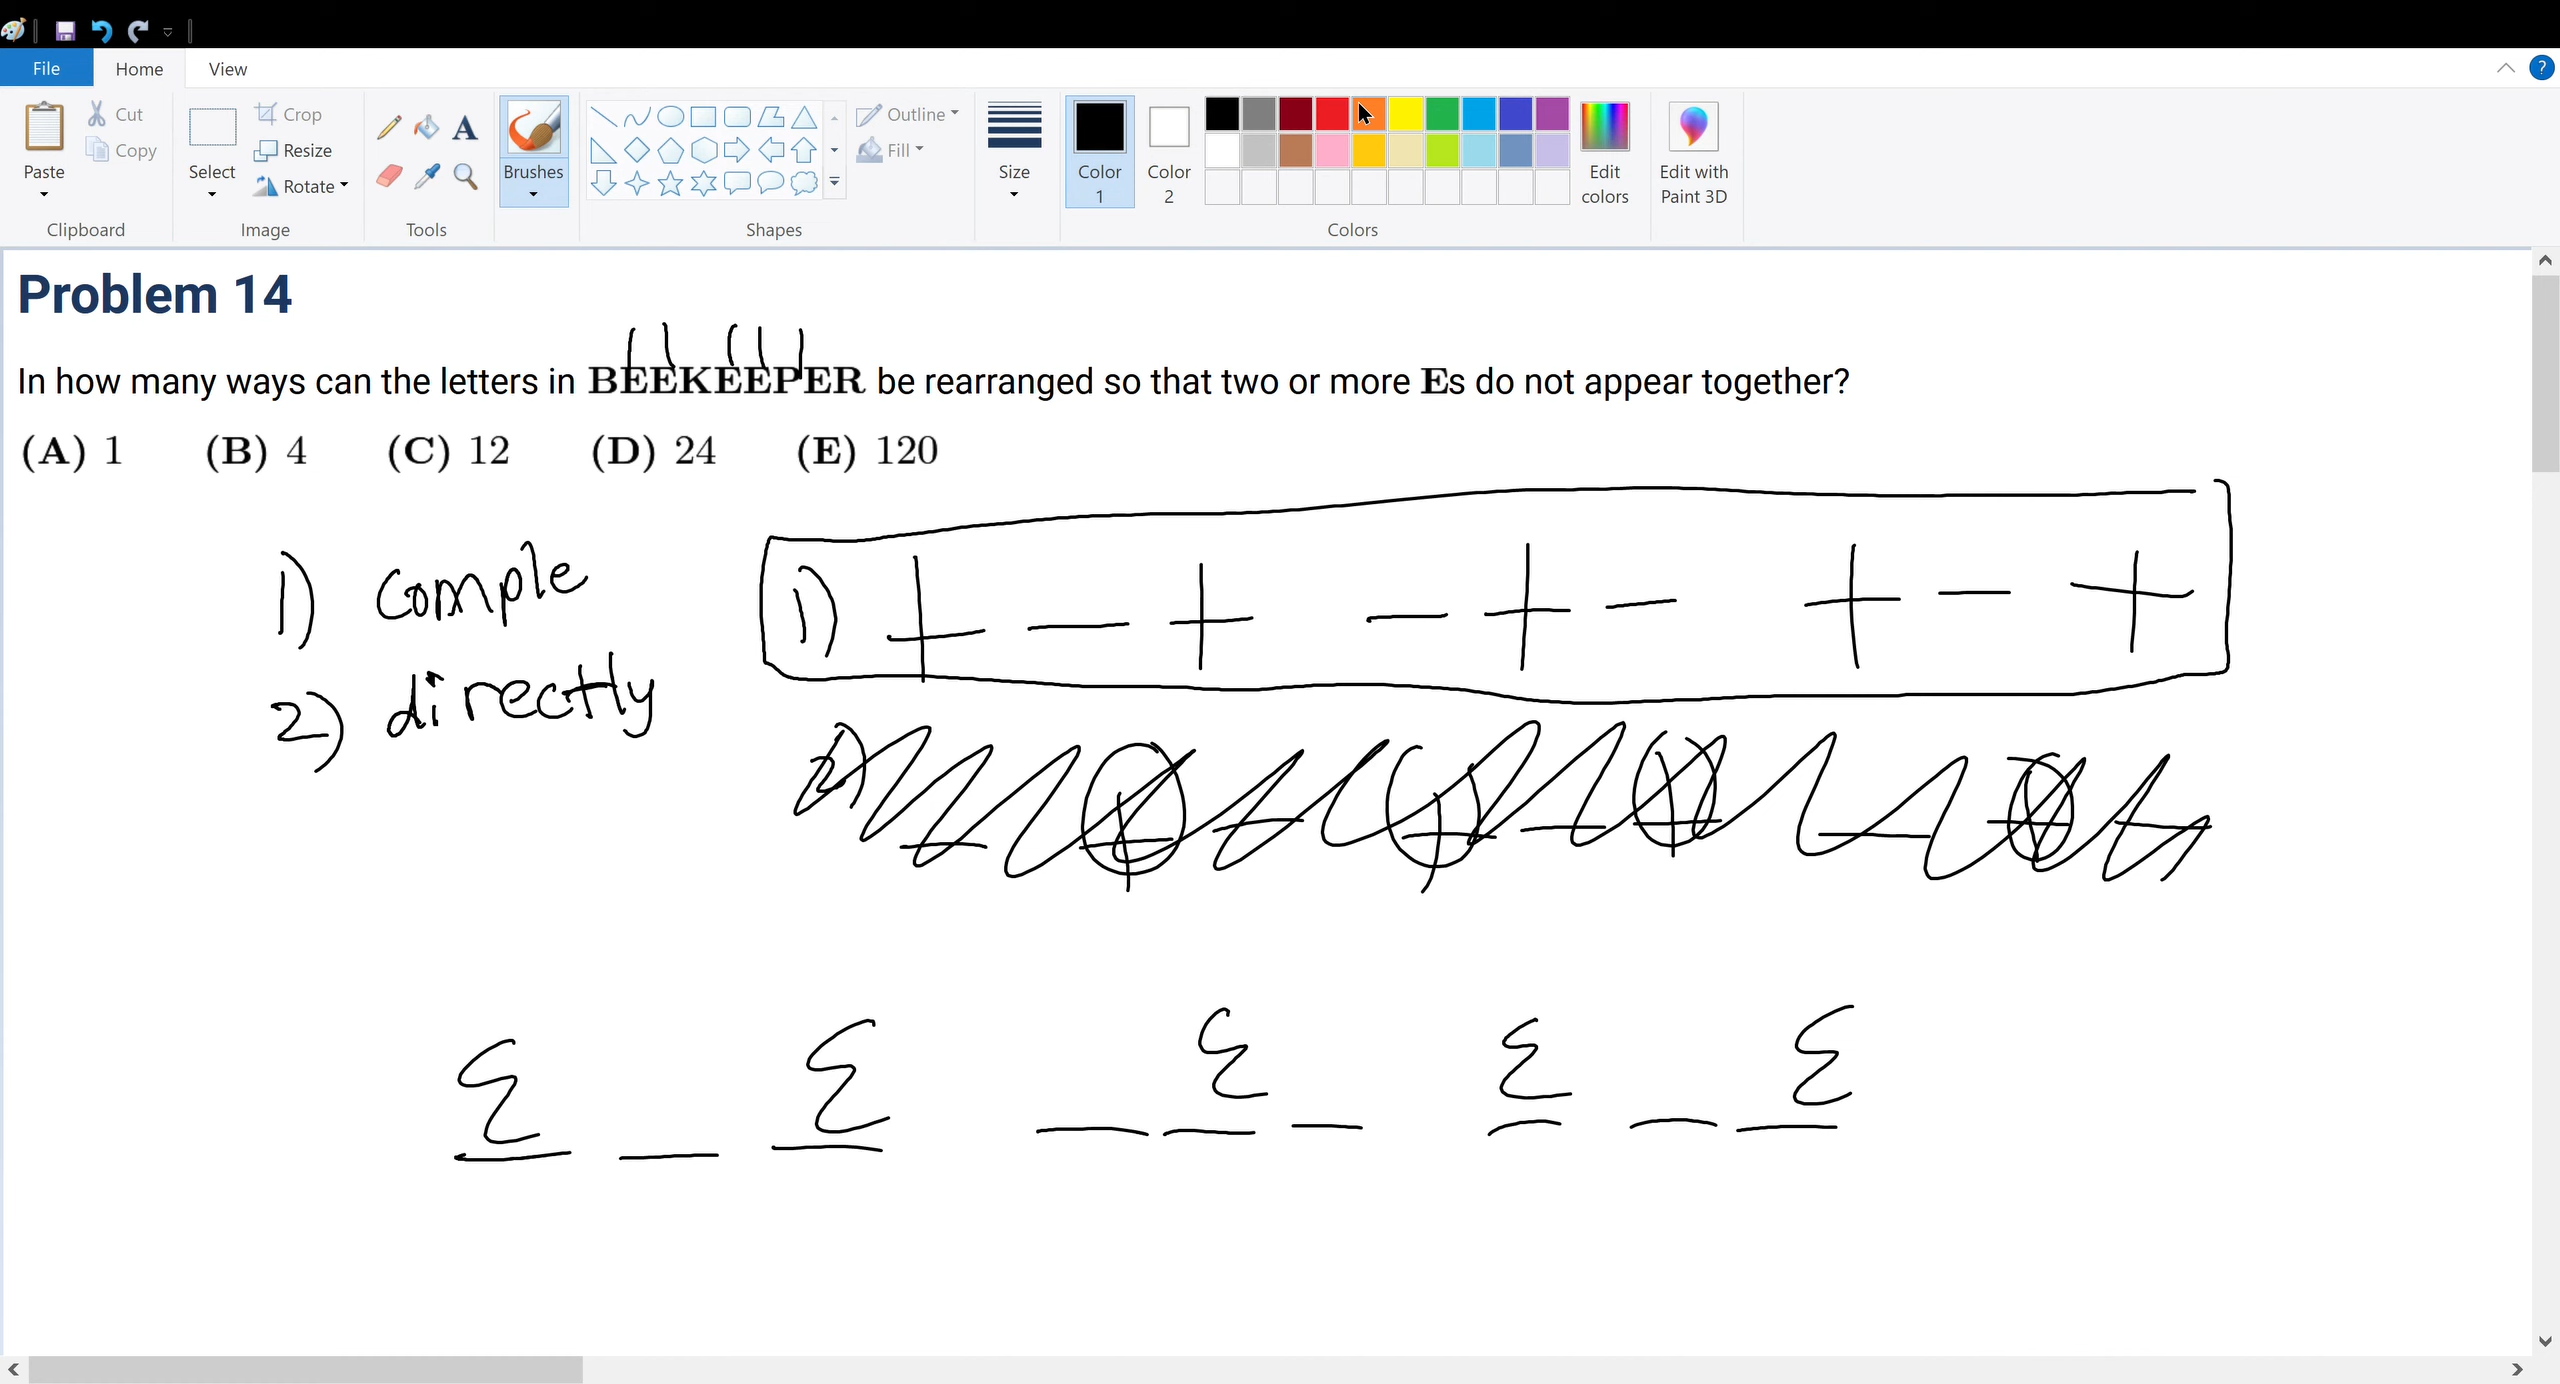 File Home View
Paste
Cut
Copy
Clipboard
Select
Crop
Resize
Rotate
Image
Tools
Brushes
Shapes
Outline
Fill
Size
Color 1
Color 2
Colors
Edit colors
Edit with Paint 3D
Problem 14
In how many ways can the letters in BEEKEEPER be rearranged so that two or more Es do not appear together?
(A) 1 (B) 4 (C) 12 (D) 24 (E) 120
1) comple
2) directly
1)
2)
E E E E E